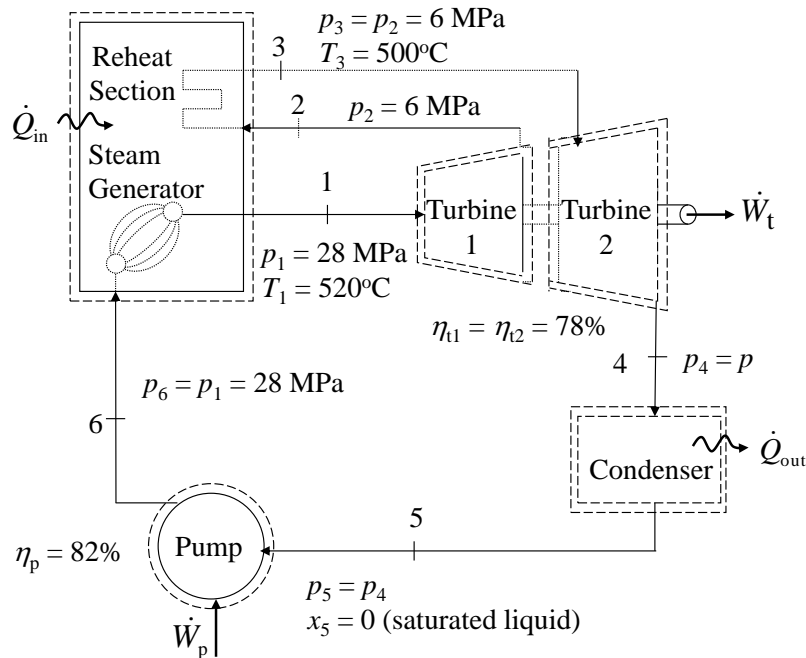 p₃ = p₂ = 6 MPa
T₃ = 500°C
3
Reheat
Section
2
p₂ = 6 MPa
Q̇in
Steam
Generator
1
Turbine
1
Turbine
2
Ẇt
p₁ = 28 MPa
T₁ = 520°C
ηt1 = ηt2 = 78%
4
p₄ = p
p₆ = p₁ = 28 MPa
6
Condenser
Q̇out
5
Pump
ηp = 82%
p₅ = p₄
x₅ = 0 (saturated liquid)
Ẇp